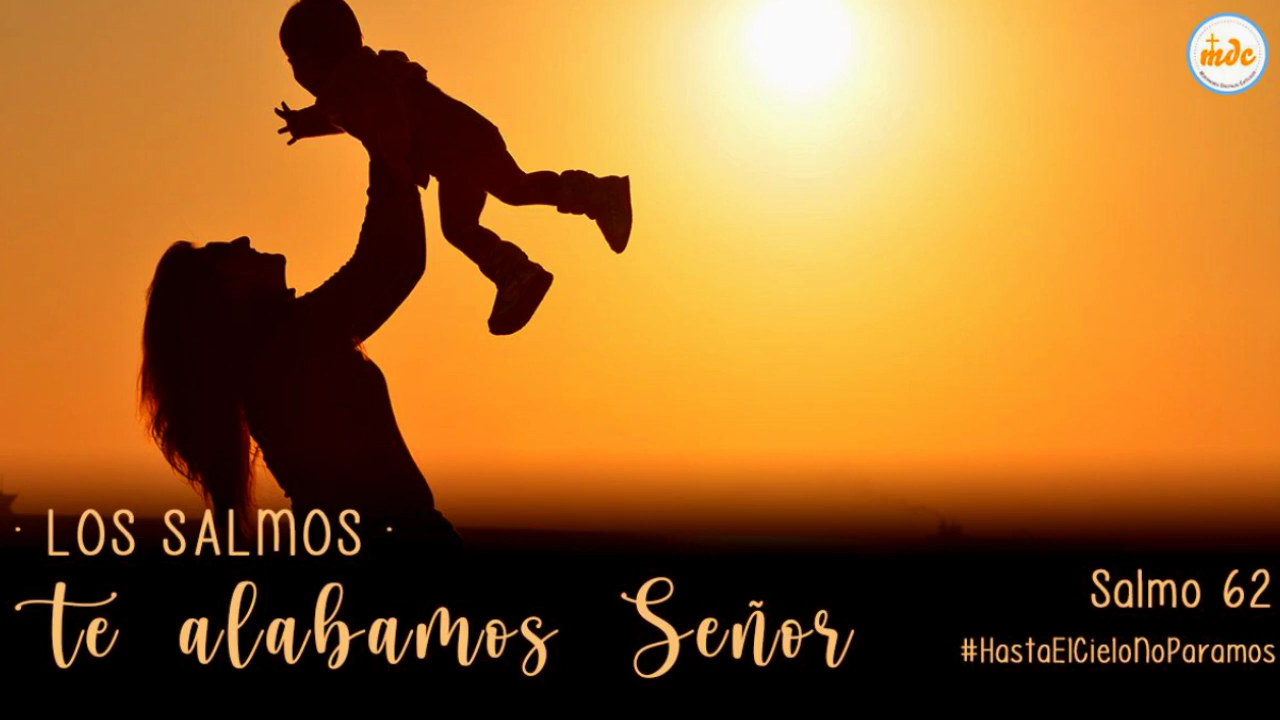 mdc
· LOS SALMOS ·
te alabamos Señor
Salmo 62
#HastaElCieloNoParamos